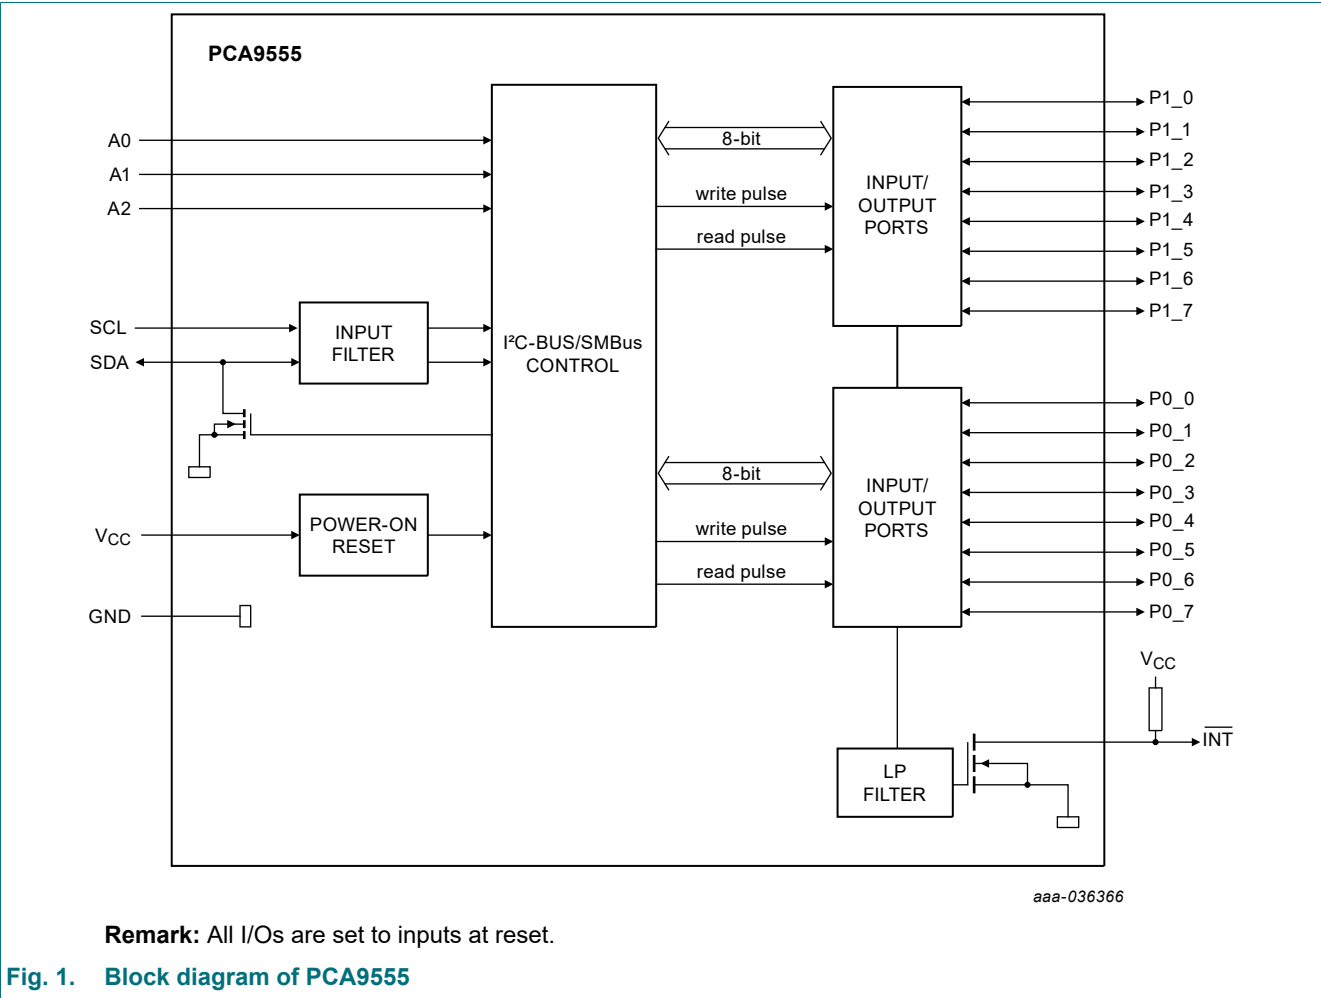 PCA9555
A0
A1
A2
SCL
SDA
V_CC
GND
INPUT
FILTER
POWER-ON
RESET
I²C-BUS/SMBus
CONTROL
8-bit
write pulse
read pulse
8-bit
write pulse
read pulse
INPUT/
OUTPUT
PORTS
INPUT/
OUTPUT
PORTS
LP
FILTER
P1_0
P1_1
P1_2
P1_3
P1_4
P1_5
P1_6
P1_7
P0_0
P0_1
P0_2
P0_3
P0_4
P0_5
P0_6
P0_7
V_CC
INT
aaa-036366
Remark: All I/Os are set to inputs at reset.
Fig. 1. Block diagram of PCA9555